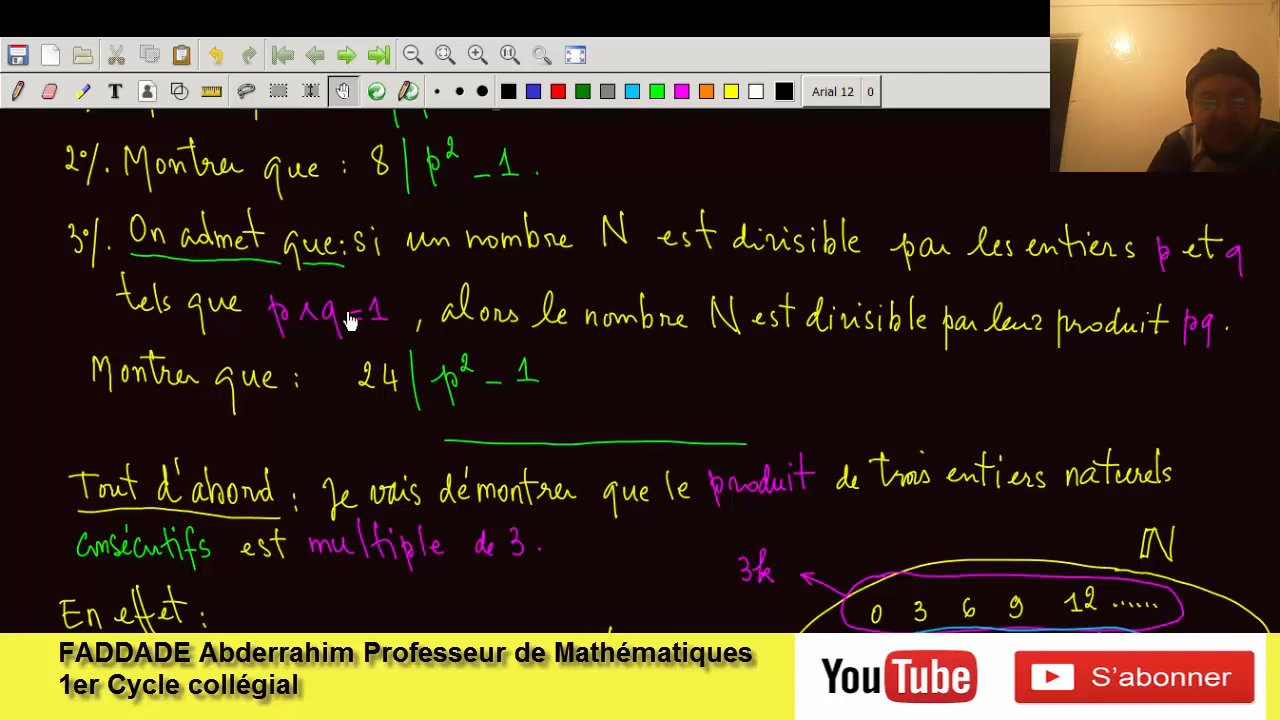 Arial 12
0
2%. Montrer que : 8 | p² - 1 .
3%. On admet que: si un nombre N est divisible par les entiers p et q
tels que p ∧ q = 1 , alors le nombre N est divisible par leur produit pq .
Montrer que : 24 | p² - 1
Tout d'abord : Je vais démontrer que le produit de trois entiers naturels
consécutifs est multiple de 3 .
ℕ
3k
0 3 6 9 12 ......
En effet :
FADDADE Abderrahim Professeur de Mathématiques
1er Cycle collégial
YouTube
S'abonner